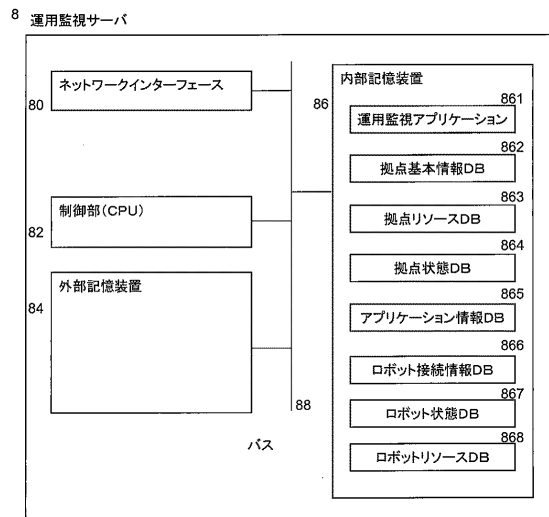 8 運用監視サーバ
ネットワークインターフェース
80
制御部(CPU)
82
外部記憶装置
84
88
バス
86
内部記憶装置
861
運用監視アプリケーション
862
拠点基本情報DB
863
拠点リソースDB
864
拠点状態DB
865
アプリケーション情報DB
866
ロボット接続情報DB
867
ロボット状態DB
868
ロボットリソースDB